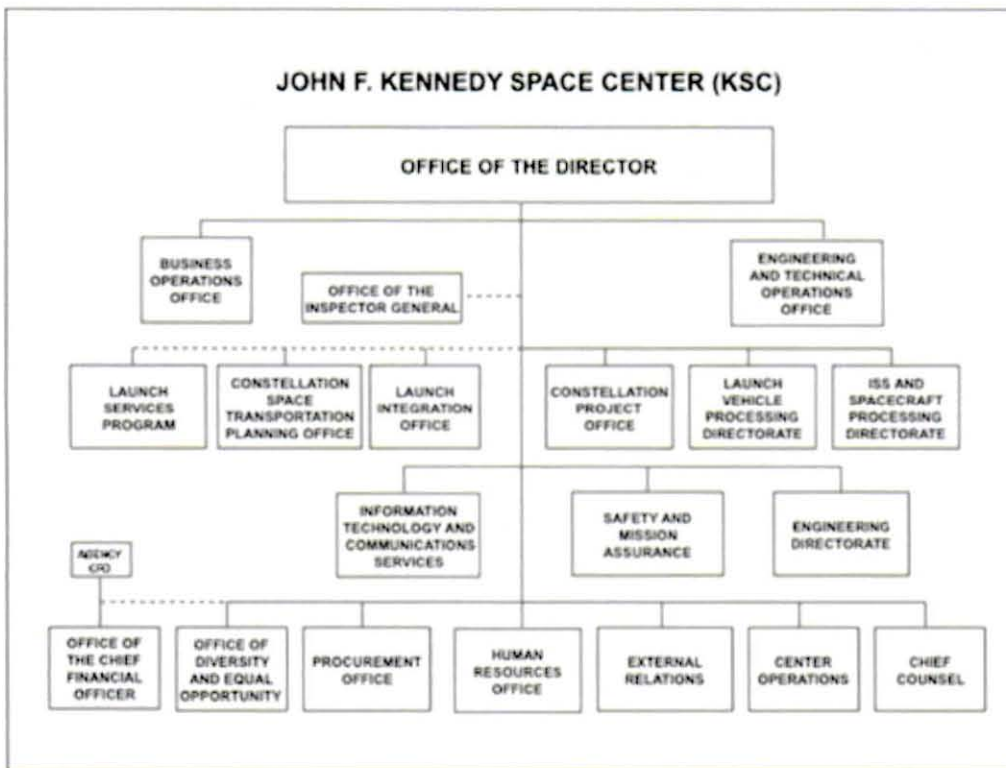 JOHN F. KENNEDY SPACE CENTER (KSC)
OFFICE OF THE DIRECTOR
BUSINESS
OPERATIONS
OFFICE
OFFICE OF THE
INSPECTOR GENERAL
ENGINEERING
AND TECHNICAL
OPERATIONS
OFFICE
LAUNCH
SERVICES
PROGRAM
CONSTELLATION
SPACE
TRANSPORTATION
PLANNING OFFICE
LAUNCH
INTEGRATION
OFFICE
CONSTELLATION
PROJECT
OFFICE
LAUNCH
VEHICLE
PROCESSING
DIRECTORATE
ISS AND
SPACECRAFT
PROCESSING
DIRECTORATE
INFORMATION
TECHNOLOGY AND
COMMUNICATIONS
SERVICES
SAFETY AND
MISSION
ASSURANCE
ENGINEERING
DIRECTORATE
AGENCY
CFO
OFFICE OF
THE CHIEF
FINANCIAL
OFFICER
OFFICE OF
DIVERSITY
AND EQUAL
OPPORTUNITY
PROCUREMENT
OFFICE
HUMAN
RESOURCES
OFFICE
EXTERNAL
RELATIONS
CENTER
OPERATIONS
CHIEF
COUNSEL